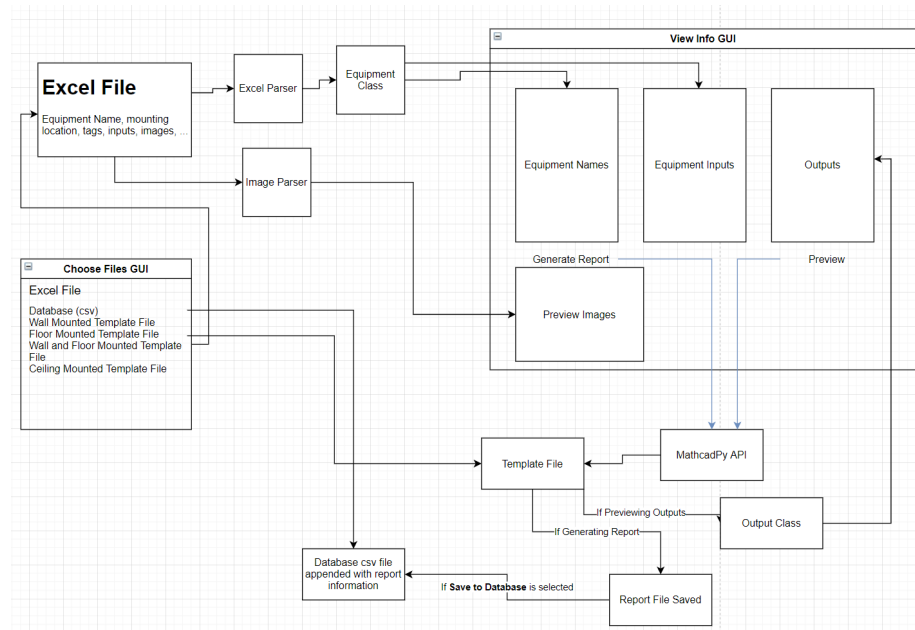 View Info GUI
Excel File
Equipment Name, mounting
location, tags, inputs, images, ...
Excel Parser
Equipment
Class
Image Parser
Equipment Names
Equipment Inputs
Outputs
Generate Report
Preview
Preview Images
Choose Files GUI
Excel File
Database (csv)
Wall Mounted Template File
Floor Mounted Template File
Wall and Floor Mounted Template
File
Ceiling Mounted Template File
Template File
MathcadPy API
If Previewing Outputs
Output Class
If Generating Report
Database csv file
appended with report
information
If Save to Database is selected
Report File Saved